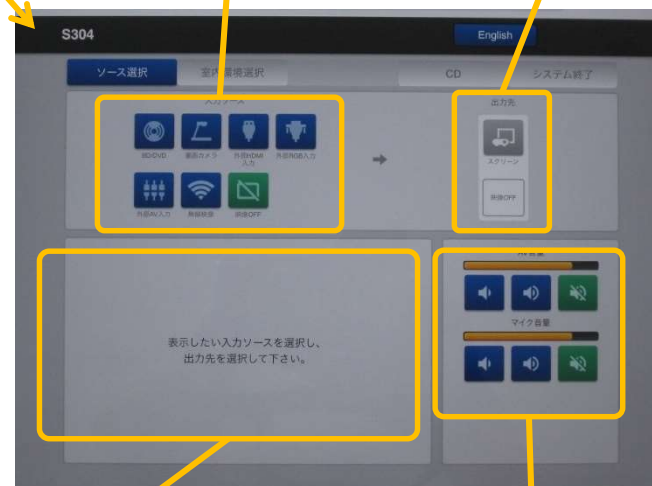 S304
English
ソース選択
室内環境選択
CD
システム終了
入力ソース
出力先
BD/DVD
書画カメラ
外部HDMI
入力
外部RGB入力
スクリーン
外部AV入力
無線映像
映像OFF
映像OFF
AV音量
マイク音量
表示したい入力ソースを選択し、
出力先を選択して下さい。